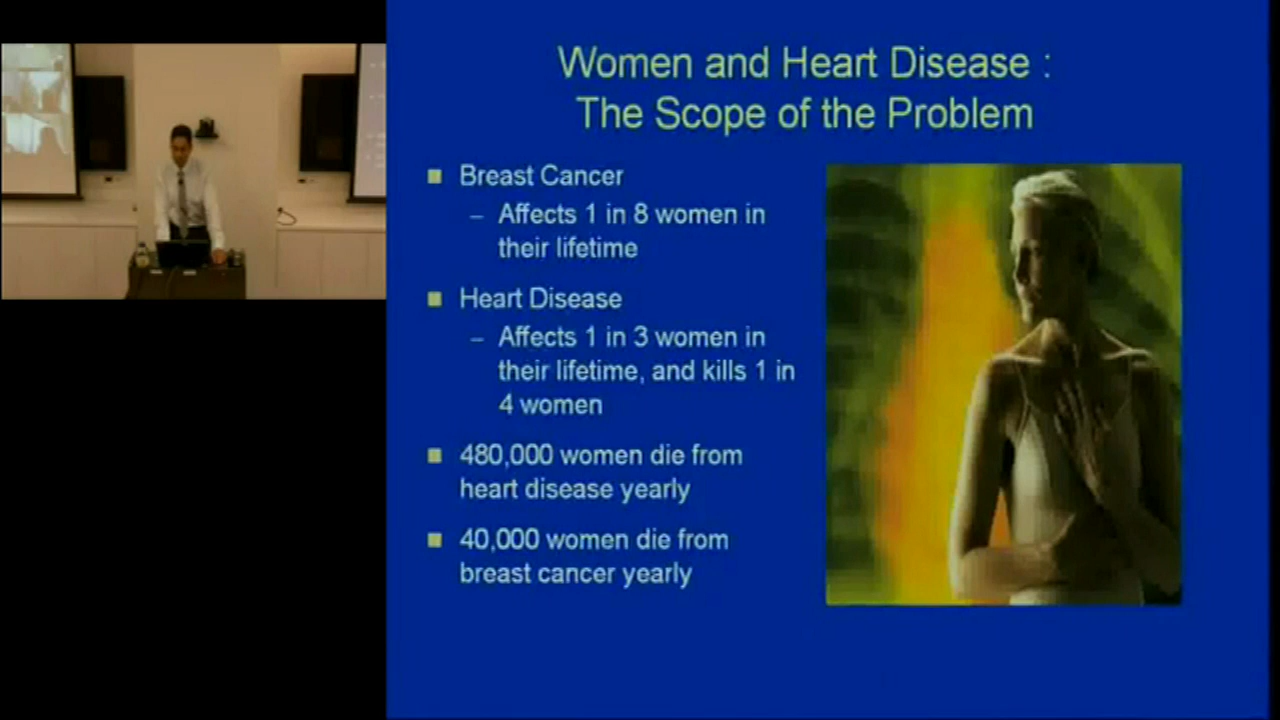 Women and Heart Disease :
The Scope of the Problem
Breast Cancer
– Affects 1 in 8 women in
their lifetime
Heart Disease
– Affects 1 in 3 women in
their lifetime, and kills 1 in
4 women
480,000 women die from
heart disease yearly
40,000 women die from
breast cancer yearly